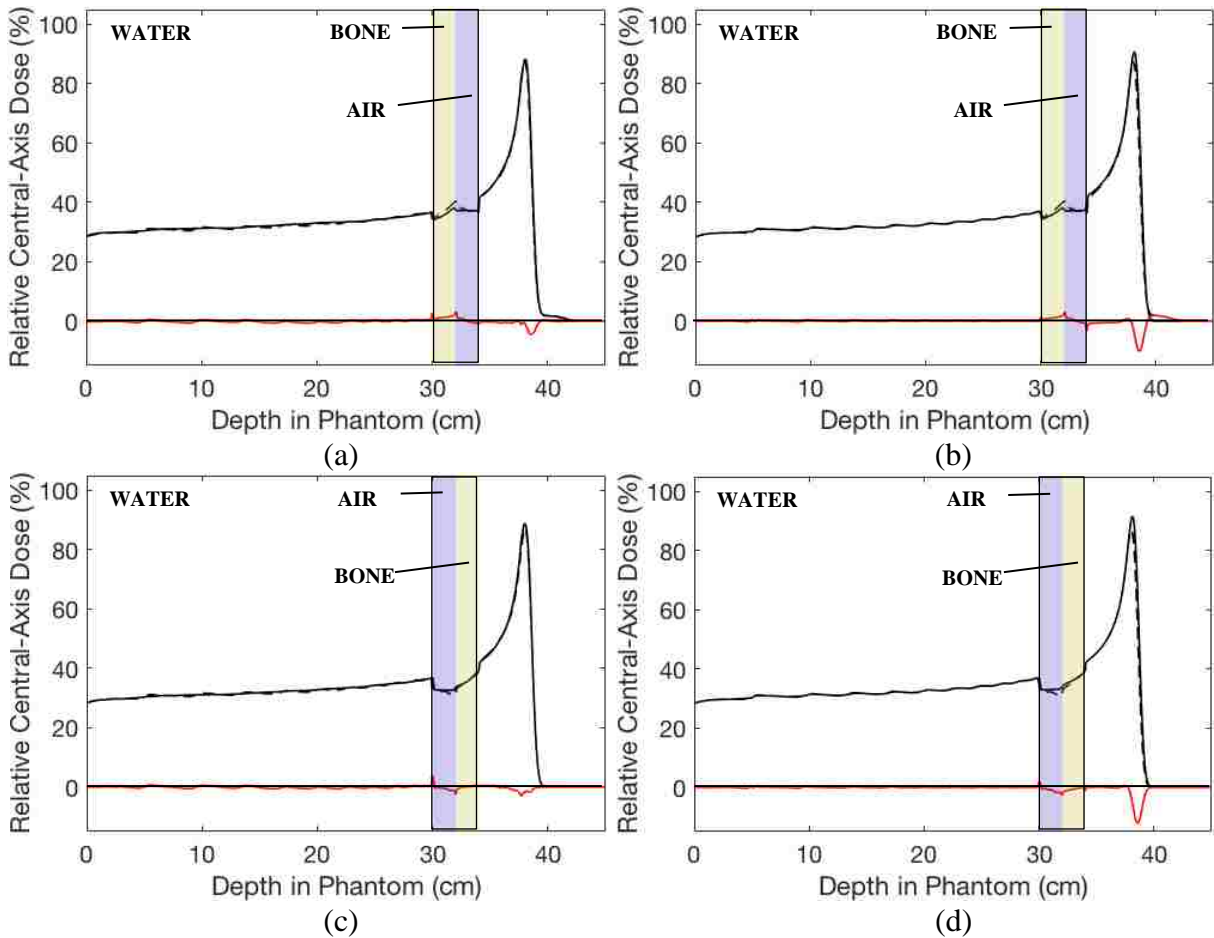 Relative Central-Axis Dose (%)
100
80
60
40
20
0
WATER
BONE
AIR
0
10
20
30
40
Depth in Phantom (cm)
(a)
Relative Central-Axis Dose (%)
100
80
60
40
20
0
WATER
BONE
AIR
0
10
20
30
40
Depth in Phantom (cm)
(b)
Relative Central-Axis Dose (%)
100
80
60
40
20
0
WATER
AIR
BONE
0
10
20
30
40
Depth in Phantom (cm)
(c)
Relative Central-Axis Dose (%)
100
80
60
40
20
0
WATER
AIR
BONE
0
10
20
30
40
Depth in Phantom (cm)
(d)